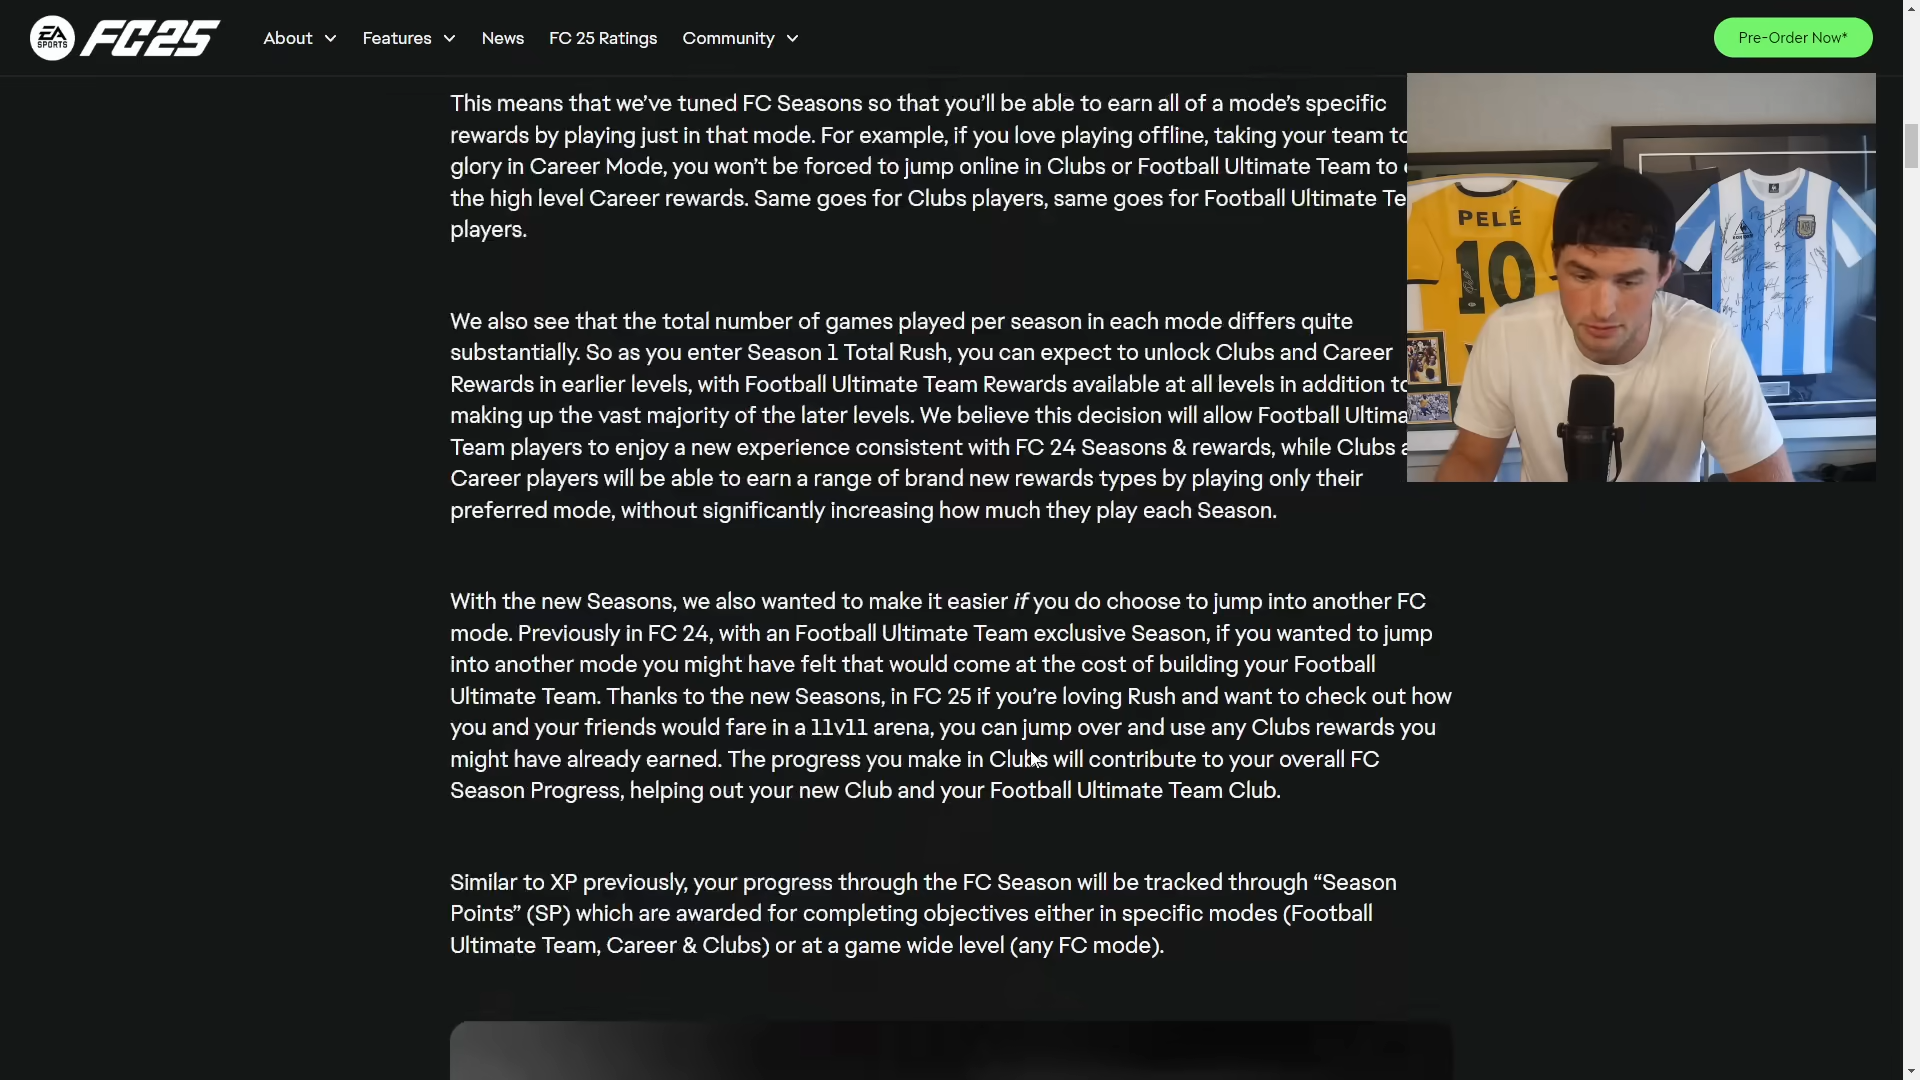 EA SPORTS FC 25
About
Features
News
FC 25 Ratings
Community
Pre-Order Now*
This means that we’ve tuned FC Seasons so that you’ll be able to earn all of a mode’s specific
rewards by playing just in that mode. For example, if you love playing offline, taking your team to
glory in Career Mode, you won’t be forced to jump online in Clubs or Football Ultimate Team to
the high level Career rewards. Same goes for Clubs players, same goes for Football Ultimate Te
players.
We also see that the total number of games played per season in each mode differs quite
substantially. So as you enter Season 1 Total Rush, you can expect to unlock Clubs and Career
Rewards in earlier levels, with Football Ultimate Team Rewards available at all levels in addition to
making up the vast majority of the later levels. We believe this decision will allow Football Ultima
Team players to enjoy a new experience consistent with FC 24 Seasons & rewards, while Clubs a
Career players will be able to earn a range of brand new rewards types by playing only their
preferred mode, without significantly increasing how much they play each Season.
With the new Seasons, we also wanted to make it easier if you do choose to jump into another FC
mode. Previously in FC 24, with an Football Ultimate Team exclusive Season, if you wanted to jump
into another mode you might have felt that would come at the cost of building your Football
Ultimate Team. Thanks to the new Seasons, in FC 25 if you’re loving Rush and want to check out how
you and your friends would fare in a 11v11 arena, you can jump over and use any Clubs rewards you
might have already earned. The progress you make in Clubs will contribute to your overall FC
Season Progress, helping out your new Club and your Football Ultimate Team Club.
Similar to XP previously, your progress through the FC Season will be tracked through “Season
Points” (SP) which are awarded for completing objectives either in specific modes (Football
Ultimate Team, Career & Clubs) or at a game wide level (any FC mode).
PELÉ
10